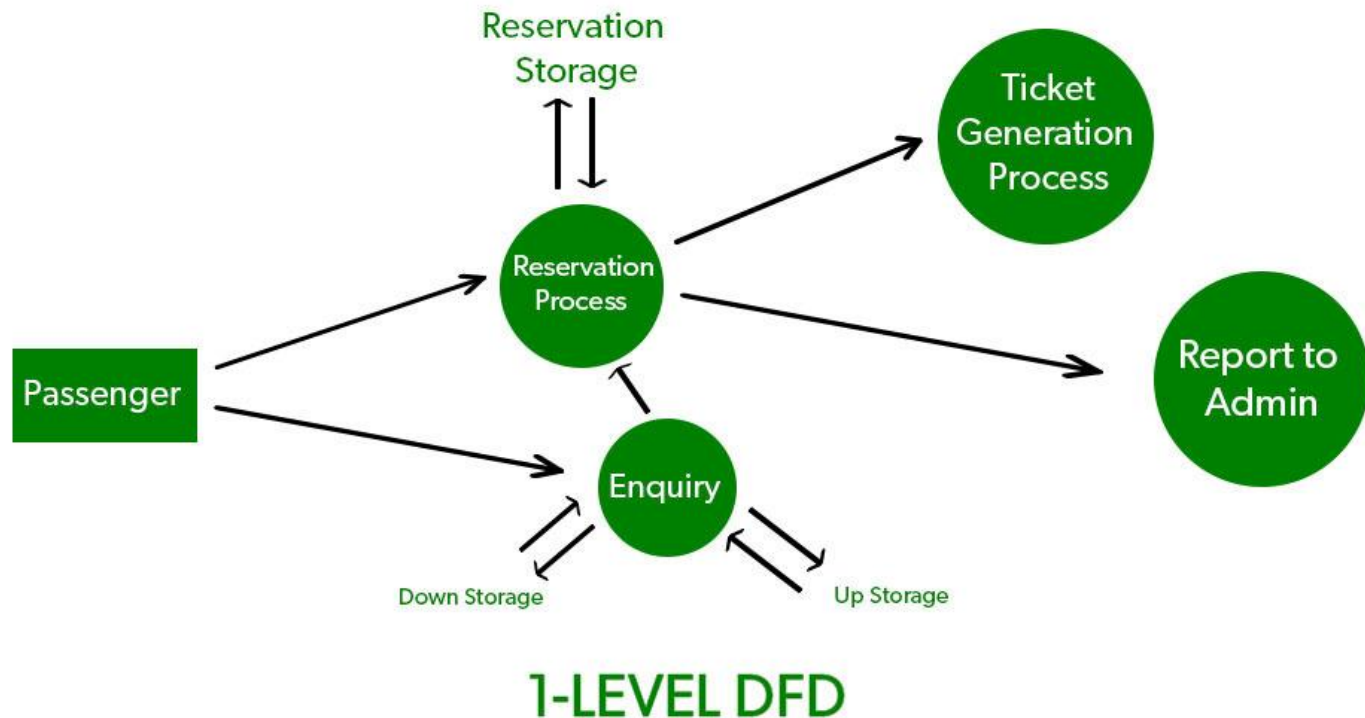 Reservation
Storage
Ticket
Generation
Process
Reservation
Process
Passenger
Report to
Admin
Enquiry
Down Storage
Up Storage
1-LEVEL DFD